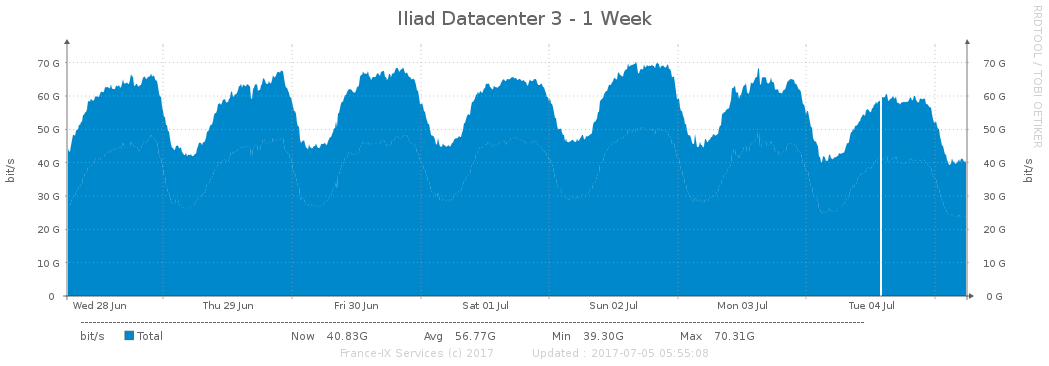 Iliad Datacenter 3 - 1 Week
RRDTOOL / TOBI OETIKER
bit/s
70 G
60 G
50 G
40 G
30 G
20 G
10 G
0
70 G
60 G
50 G
40 G
30 G
20 G
10 G
0 G
bit/s
Wed 28 Jun Thu 29 Jun Fri 30 Jun Sat 01 Jul Sun 02 Jul Mon 03 Jul Tue 04 Jul
bit/s Total Now 40.83G Avg 56.77G Min 39.30G Max 70.31G
France-IX Services (c) 2017 Updated : 2017-07-05 05:55:08